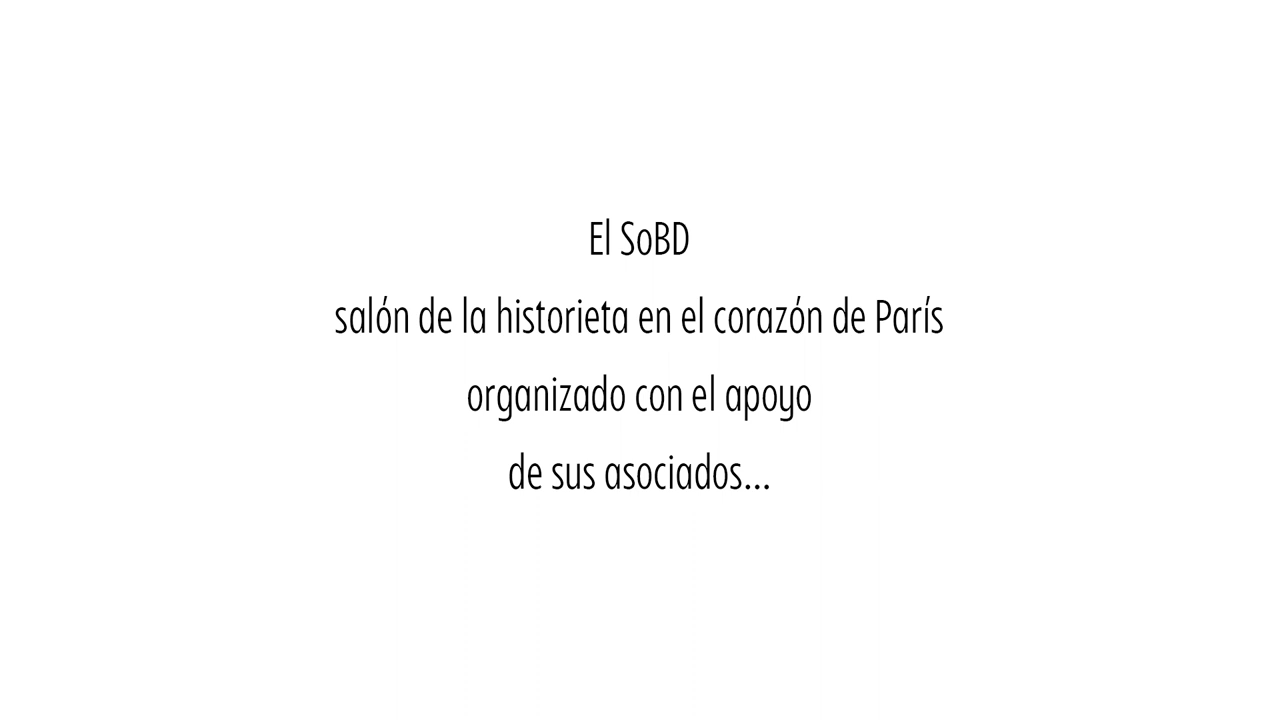 El SoBD
salón de la historieta en el corazón de París
organizado con el apoyo
de sus asociados...